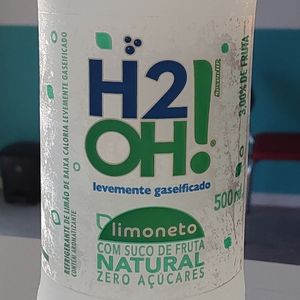 H2
OH!
levemente gaseificado
500
limoneto
COM SUCO DE FRUTA
NATURAL
ZERO AÇÚCARES
REFRIGERANTE DE LIMÃO DE BAIXA CALORIA LEVEMENTE GASEIFICADO
CONTÉM AROMATIZANTE
3,00% DE FRUTA